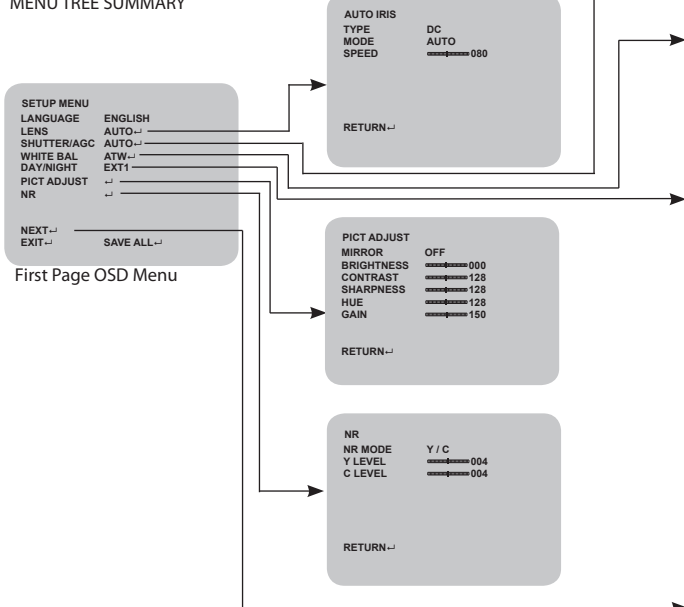 MENU TREE SUMMARY
SETUP MENU
LANGUAGE ENGLISH
LENS AUTO↵
SHUTTER/AGC AUTO↵
WHITE BAL ATW↵
DAY/NIGHT EXT1
PICT ADJUST ↵
NR ↵
NEXT↵
EXIT↵ SAVE ALL↵
First Page OSD Menu
AUTO IRIS
TYPE DC
MODE AUTO
SPEED 080
RETURN↵
PICT ADJUST
MIRROR OFF
BRIGHTNESS 000
CONTRAST 128
SHARPNESS 128
HUE 128
GAIN 150
RETURN↵
NR
NR MODE Y / C
Y LEVEL 004
C LEVEL 004
RETURN↵